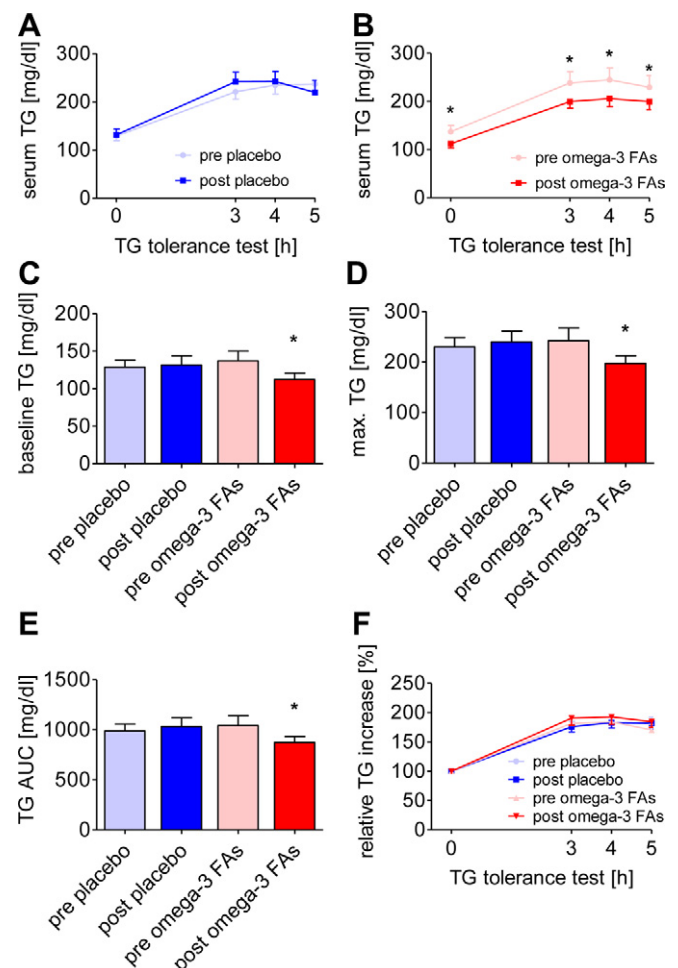 A
serum TG [mg/dl]
300
200
100
0
pre placebo
post placebo
0 3 4 5
TG tolerance test [h]
B
serum TG [mg/dl]
300
200
100
0
*
*
*
*
pre omega-3 FAs
post omega-3 FAs
0 3 4 5
TG tolerance test [h]
C
baseline TG [mg/dl]
200
150
100
50
0
*
pre placebo
post placebo
pre omega-3 FAs
post omega-3 FAs
D
max. TG [mg/dl]
300
200
100
0
*
pre placebo
post placebo
pre omega-3 FAs
post omega-3 FAs
E
TG AUC [mg/dl]
1500
1000
500
0
*
pre placebo
post placebo
pre omega-3 FAs
post omega-3 FAs
F
relative TG increase [%]
250
200
150
100
50
0
pre placebo
post placebo
pre omega-3 FAs
post omega-3 FAs
0 3 4 5
TG tolerance test [h]